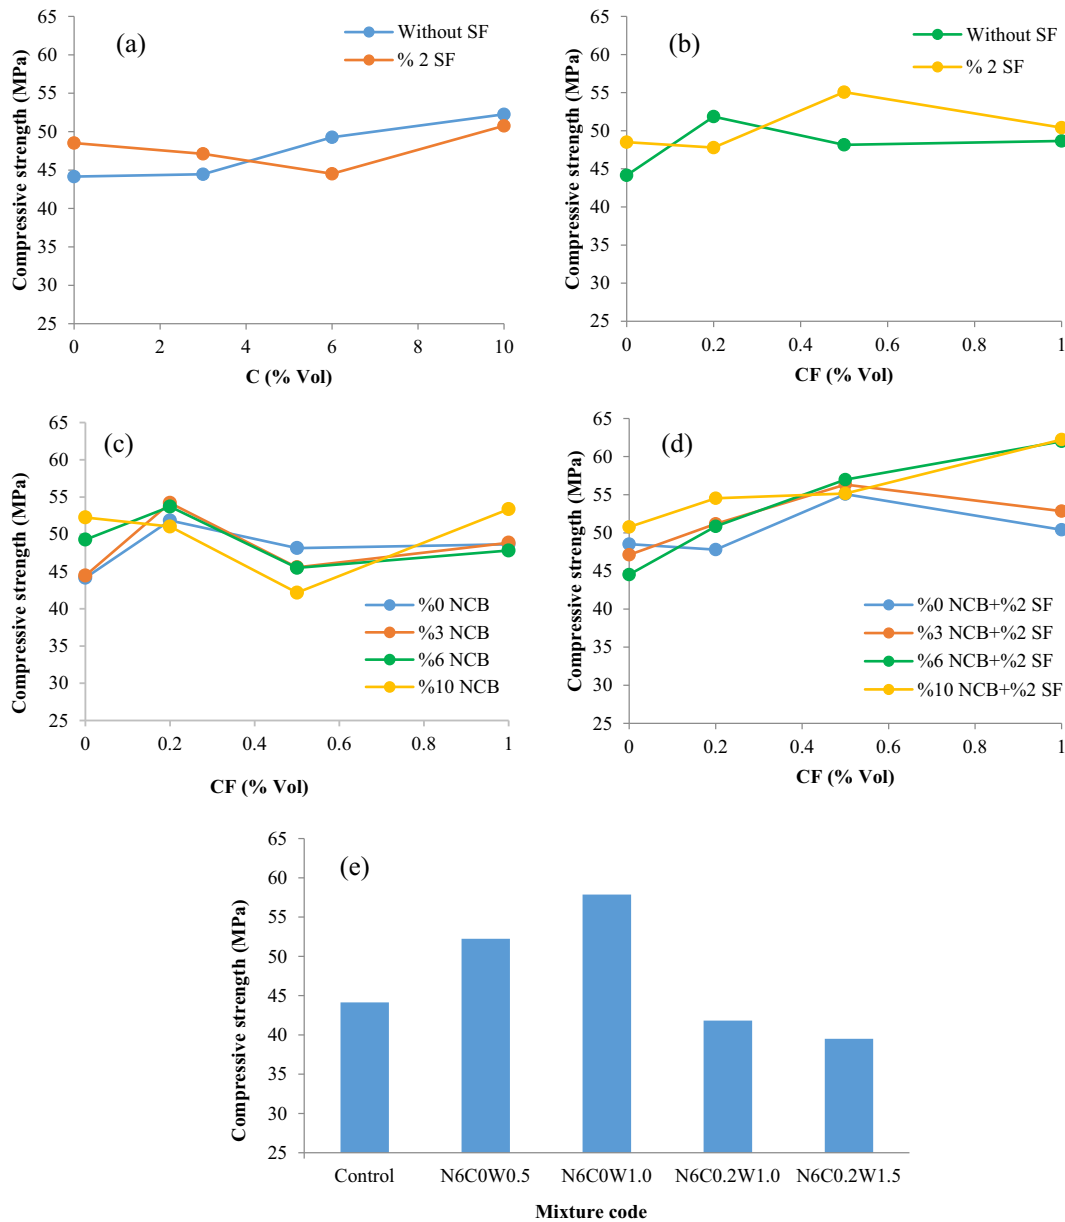 (a)
Without SF
% 2 SF
Compressive strength (MPa)
65
60
55
50
45
40
35
30
25
0 2 4 6 8 10
C (% Vol)
(b)
Without SF
% 2 SF
Compressive strength (MPa)
65
60
55
50
45
40
35
30
25
0 0.2 0.4 0.6 0.8 1
CF (% Vol)
(c)
Compressive strength (MPa)
65
60
55
50
45
40
35
30
25
%0 NCB
%3 NCB
%6 NCB
%10 NCB
0 0.2 0.4 0.6 0.8 1
CF (% Vol)
(d)
Compressive strength (MPa)
65
60
55
50
45
40
35
30
25
%0 NCB+%2 SF
%3 NCB+%2 SF
%6 NCB+%2 SF
%10 NCB+%2 SF
0 0.2 0.4 0.6 0.8 1
CF (% Vol)
(e)
Compressive strength (MPa)
65
60
55
50
45
40
35
30
25
Control N6C0W0.5 N6C0W1.0 N6C0.2W1.0 N6C0.2W1.5
Mixture code